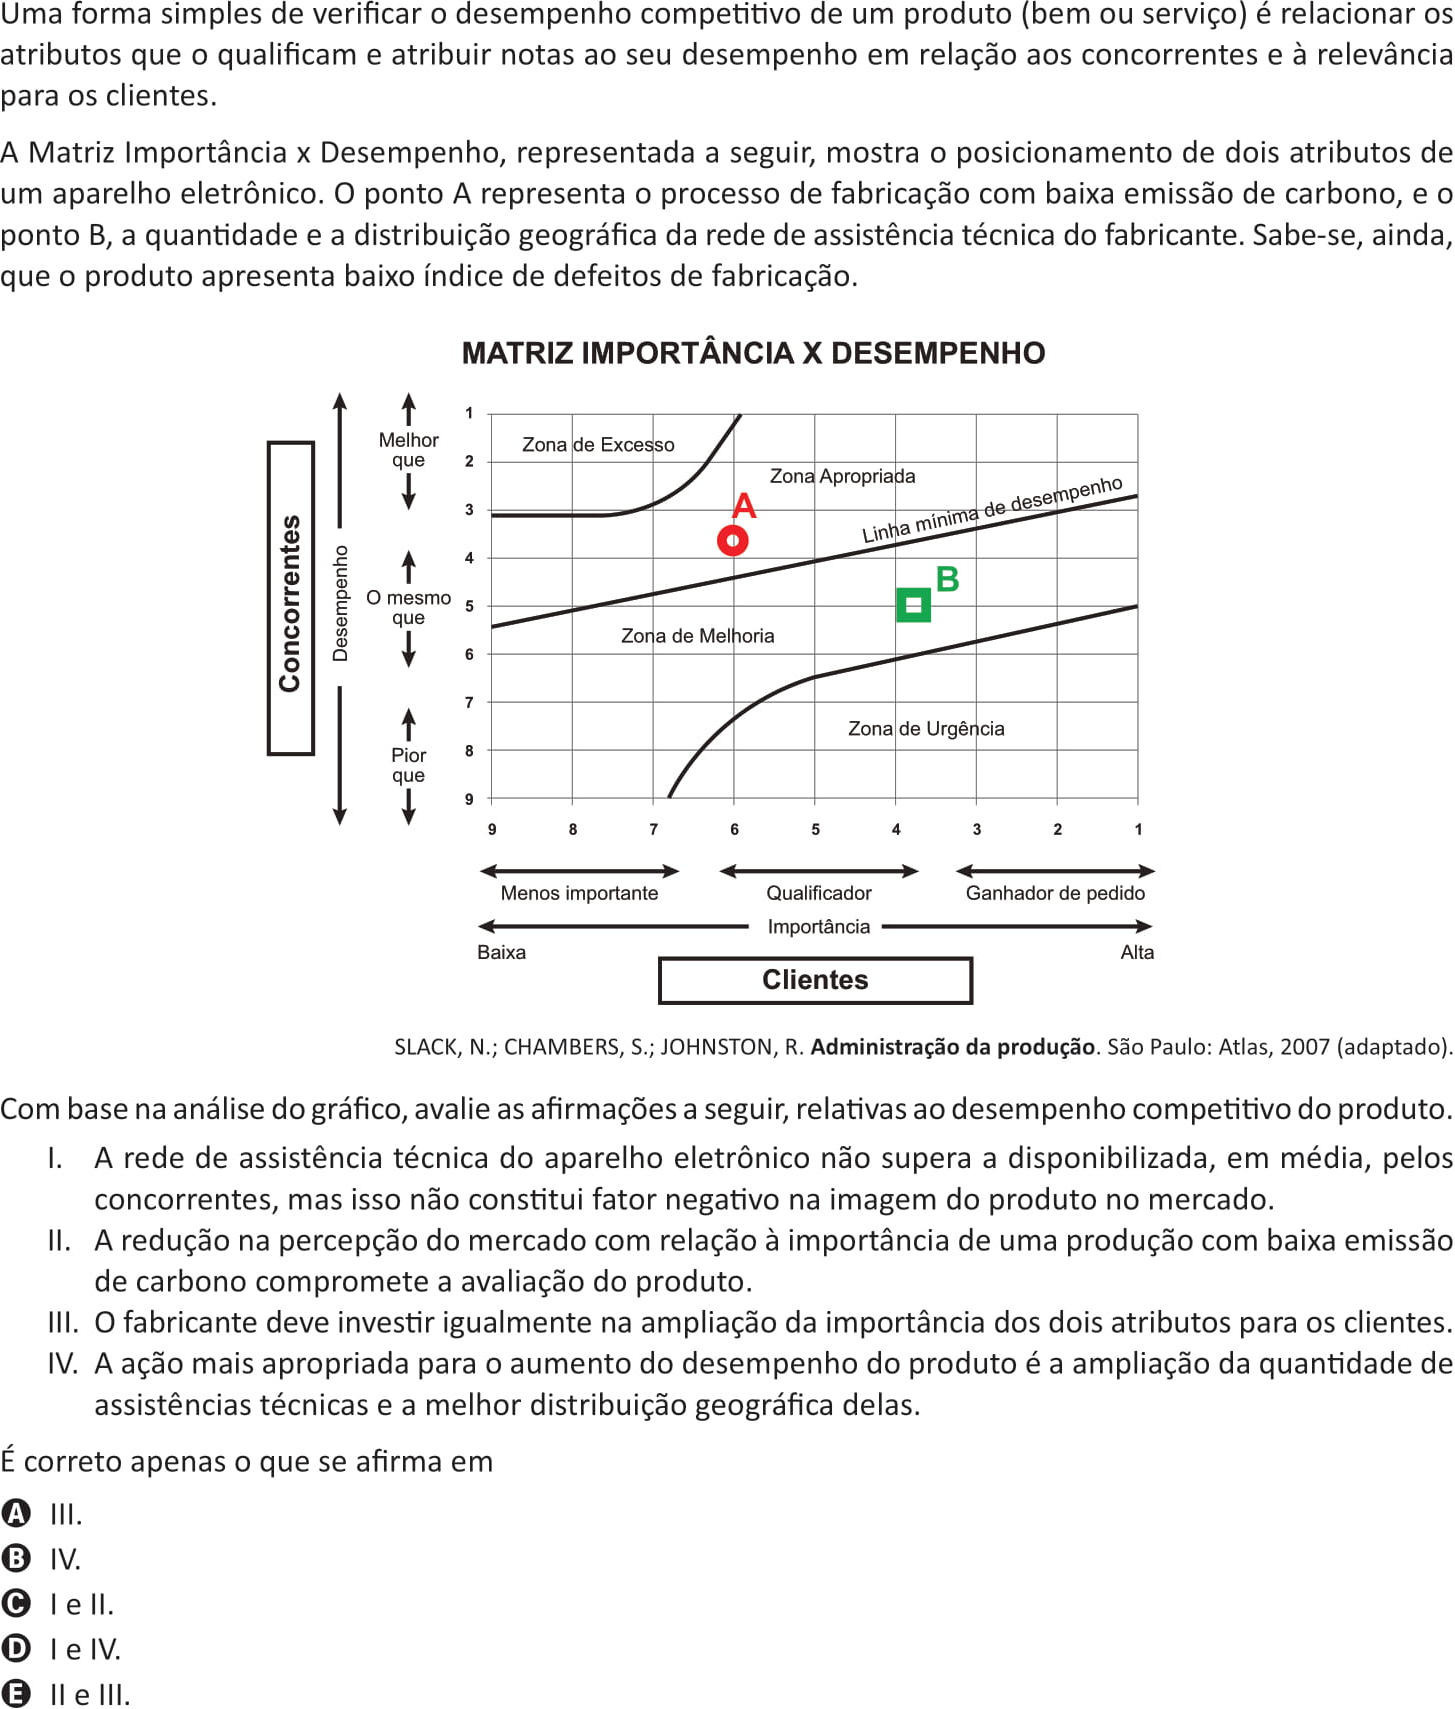 Uma forma simples de verificar o desempenho competitivo de um produto (bem ou serviço) é relacionar os
atributos que o qualificam e atribuir notas ao seu desempenho em relação aos concorrentes e à relevância
para os clientes.
A Matriz Importância x Desempenho, representada a seguir, mostra o posicionamento de dois atributos de
um aparelho eletrônico. O ponto A representa o processo de fabricação com baixa emissão de carbono, e o
ponto B, a quantidade e a distribuição geográfica da rede de assistência técnica do fabricante. Sabe-se, ainda,
que o produto apresenta baixo índice de defeitos de fabricação.
MATRIZ IMPORTÂNCIA X DESEMPENHO
Concorrentes
Desempenho
Melhor
que
O mesmo
que
Pior
que
1
2
3
4
5
6
7
8
9
Zona de Excesso
Zona Apropriada
A
Linha mínima de desempenho
B
Zona de Melhoria
Zona de Urgência
9 8 7 6 5 4 3 2 1
Menos importante Qualificador Ganhador de pedido
Importância
Baixa Alta
Clientes
SLACK, N.; CHAMBERS, S.; JOHNSTON, R. Administração da produção. São Paulo: Atlas, 2007 (adaptado).
Com base na análise do gráfico, avalie as afirmações a seguir, relativas ao desempenho competitivo do produto.
I. A rede de assistência técnica do aparelho eletrônico não supera a disponibilizada, em média, pelos
concorrentes, mas isso não constitui fator negativo na imagem do produto no mercado.
II. A redução na percepção do mercado com relação à importância de uma produção com baixa emissão
de carbono compromete a avaliação do produto.
III. O fabricante deve investir igualmente na ampliação da importância dos dois atributos para os clientes.
IV. A ação mais apropriada para o aumento do desempenho do produto é a ampliação da quantidade de
assistências técnicas e a melhor distribuição geográfica delas.
É correto apenas o que se afirma em
A III.
B IV.
C I e II.
D I e IV.
E II e III.